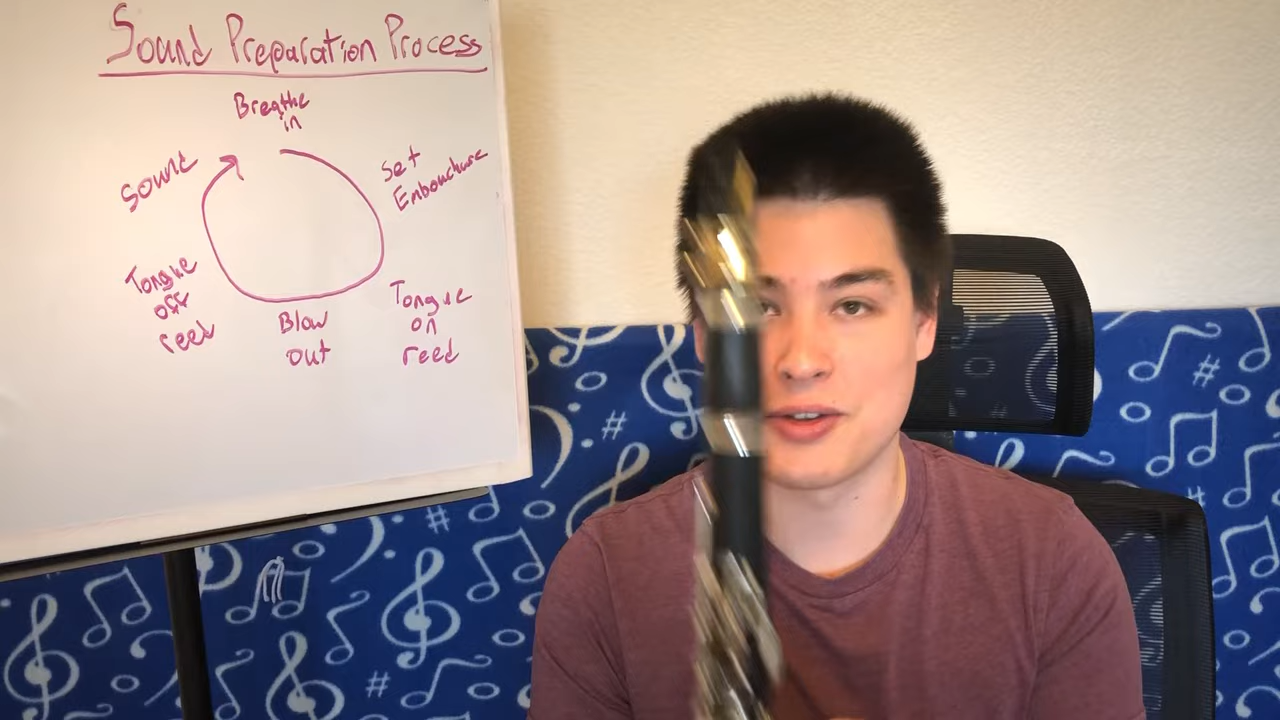 Sound Preparation Process
Breathe
in
Set
Embouchure
Tongue
on
reed
Blow
out
Tongue
off
reed
Sound